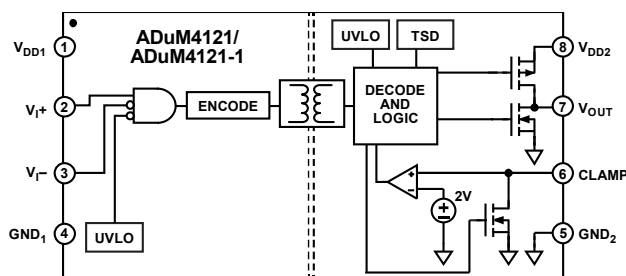 ADuM4121/
ADuM4121-1
VDD1 1
VI+ 2
VI− 3
GND1 4
UVLO
ENCODE
UVLO
TSD
DECODE
AND
LOGIC
+
−
2V
+
−
8 VDD2
7 VOUT
6 CLAMP
5 GND2